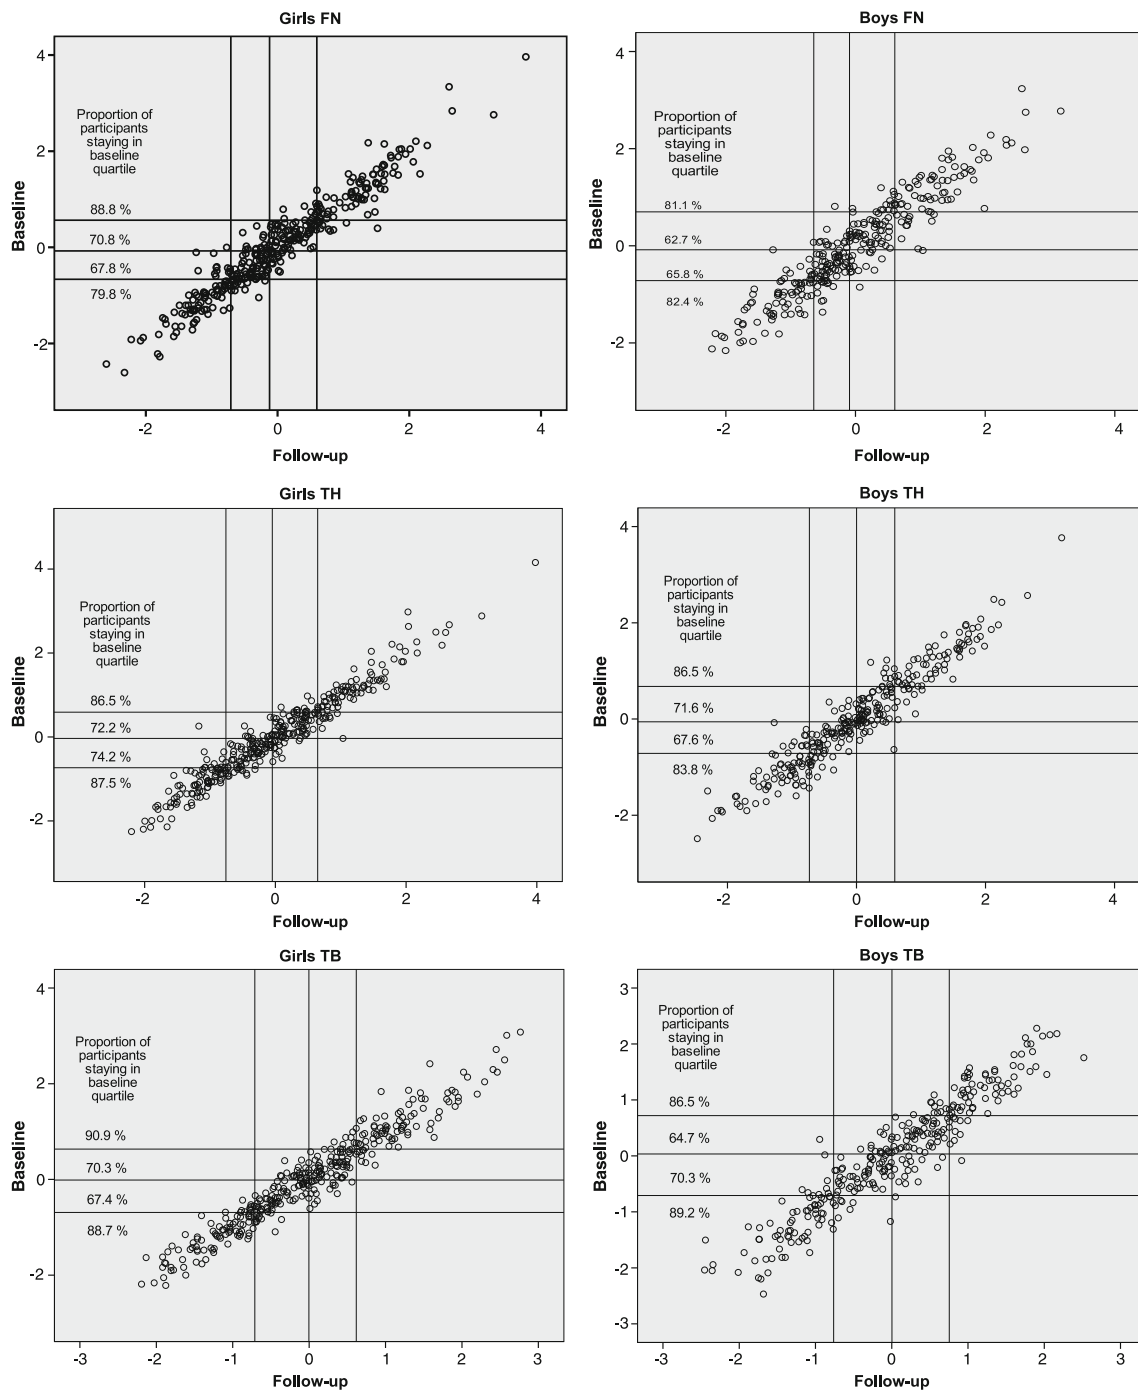 Girls FN
4
2
0
-2
Baseline
Proportion of
participants
staying in
baseline
quartile
88.8 %
70.8 %
67.8 %
79.8 %
-2
0
2
4
Follow-up
Boys FN
4
2
0
-2
Baseline
Proportion of
participants
staying in
baseline
quartile
81.1 %
62.7 %
65.8 %
82.4 %
-2
0
2
4
Follow-up
Girls TH
4
2
0
-2
Baseline
Proportion of
participants
staying in
baseline
quartile
86.5 %
72.2 %
74.2 %
87.5 %
-2
0
2
4
Follow-up
Boys TH
4
2
0
-2
Baseline
Proportion of
participants
staying in
baseline
quartile
86.5 %
71.6 %
67.6 %
83.8 %
-2
0
2
4
Follow-up
Girls TB
4
2
0
-2
Baseline
Proportion of
participants
staying in
baseline
quartile
90.9 %
70.3 %
67.4 %
88.7 %
-3
-2
-1
0
1
2
3
Follow-up
Boys TB
3
2
1
0
-1
-2
-3
Baseline
Proportion of
participants
staying in
baseline
quartile
86.5 %
64.7 %
70.3 %
89.2 %
-3
-2
-1
0
1
2
3
Follow-up